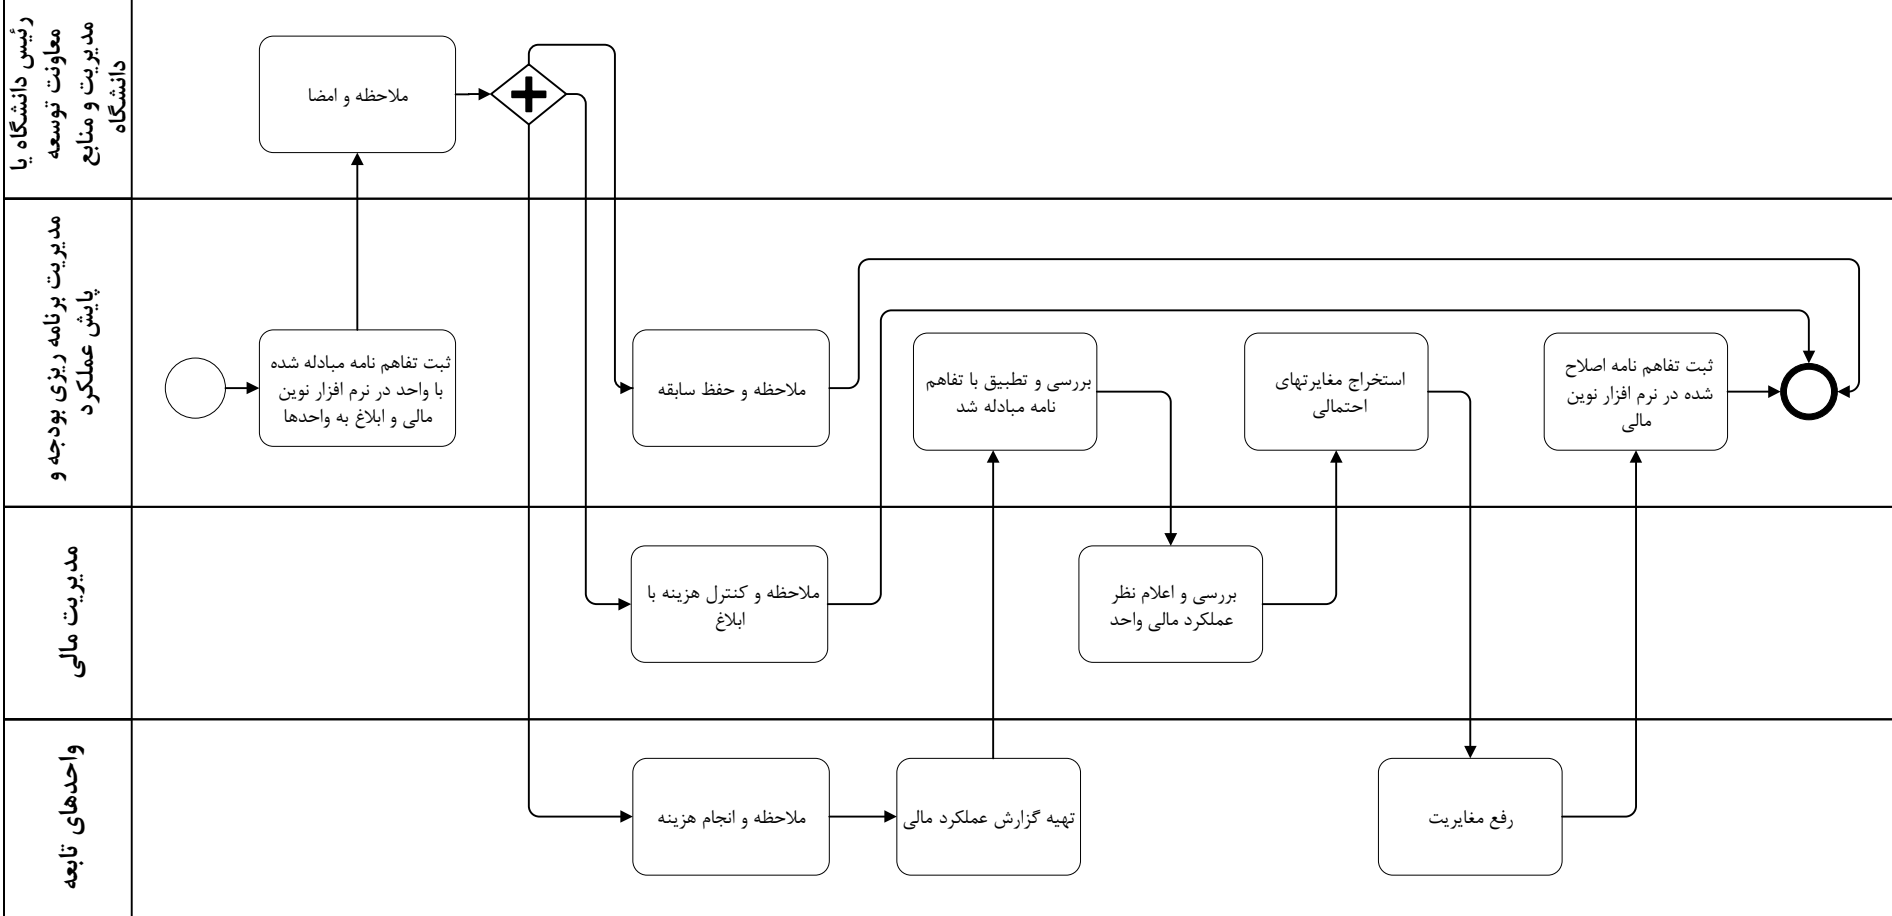 رئیس دانشگاه یا
معاونت توسعه
مدیریت و منابع
دانشگاه
ملاحظه و امضا
مدیریت برنامه ریزی بودجه و
پایش عملکرد
ثبت تفاهم نامه مبادله شده
با واحد در نرم افزار نوین
مالی و ابلاغ به واحدها
ملاحظه و حفظ سابقه
بررسی و تطبیق با تفاهم
نامه مبادله شد
استخراج مغایرتهای
احتمالی
ثبت تفاهم نامه اصلاح
شده در نرم افزار نوین
مالی
مدیریت مالی
ملاحظه و کنترل هزینه با
ابلاغ
بررسی و اعلام نظر
عملکرد مالی واحد
واحدهای تابعه
ملاحظه و انجام هزینه
تهیه گزارش عملکرد مالی
رفع مغایریت